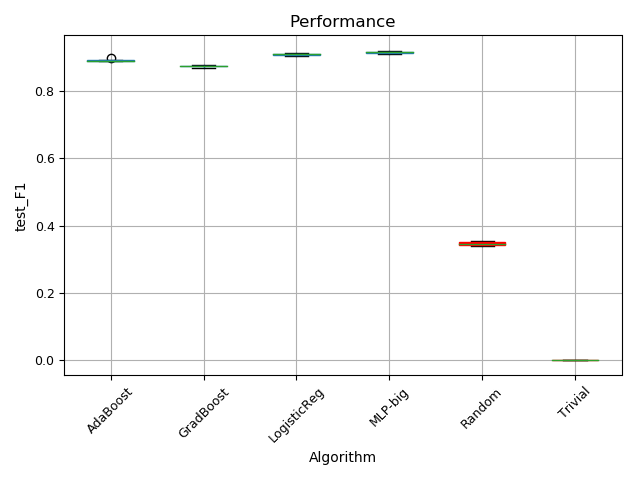 Performance
test_F1
0.8
0.6
0.4
0.2
0.0
AdaBoost
GradBoost
LogisticReg
MLP-big
Random
Trivial
Algorithm